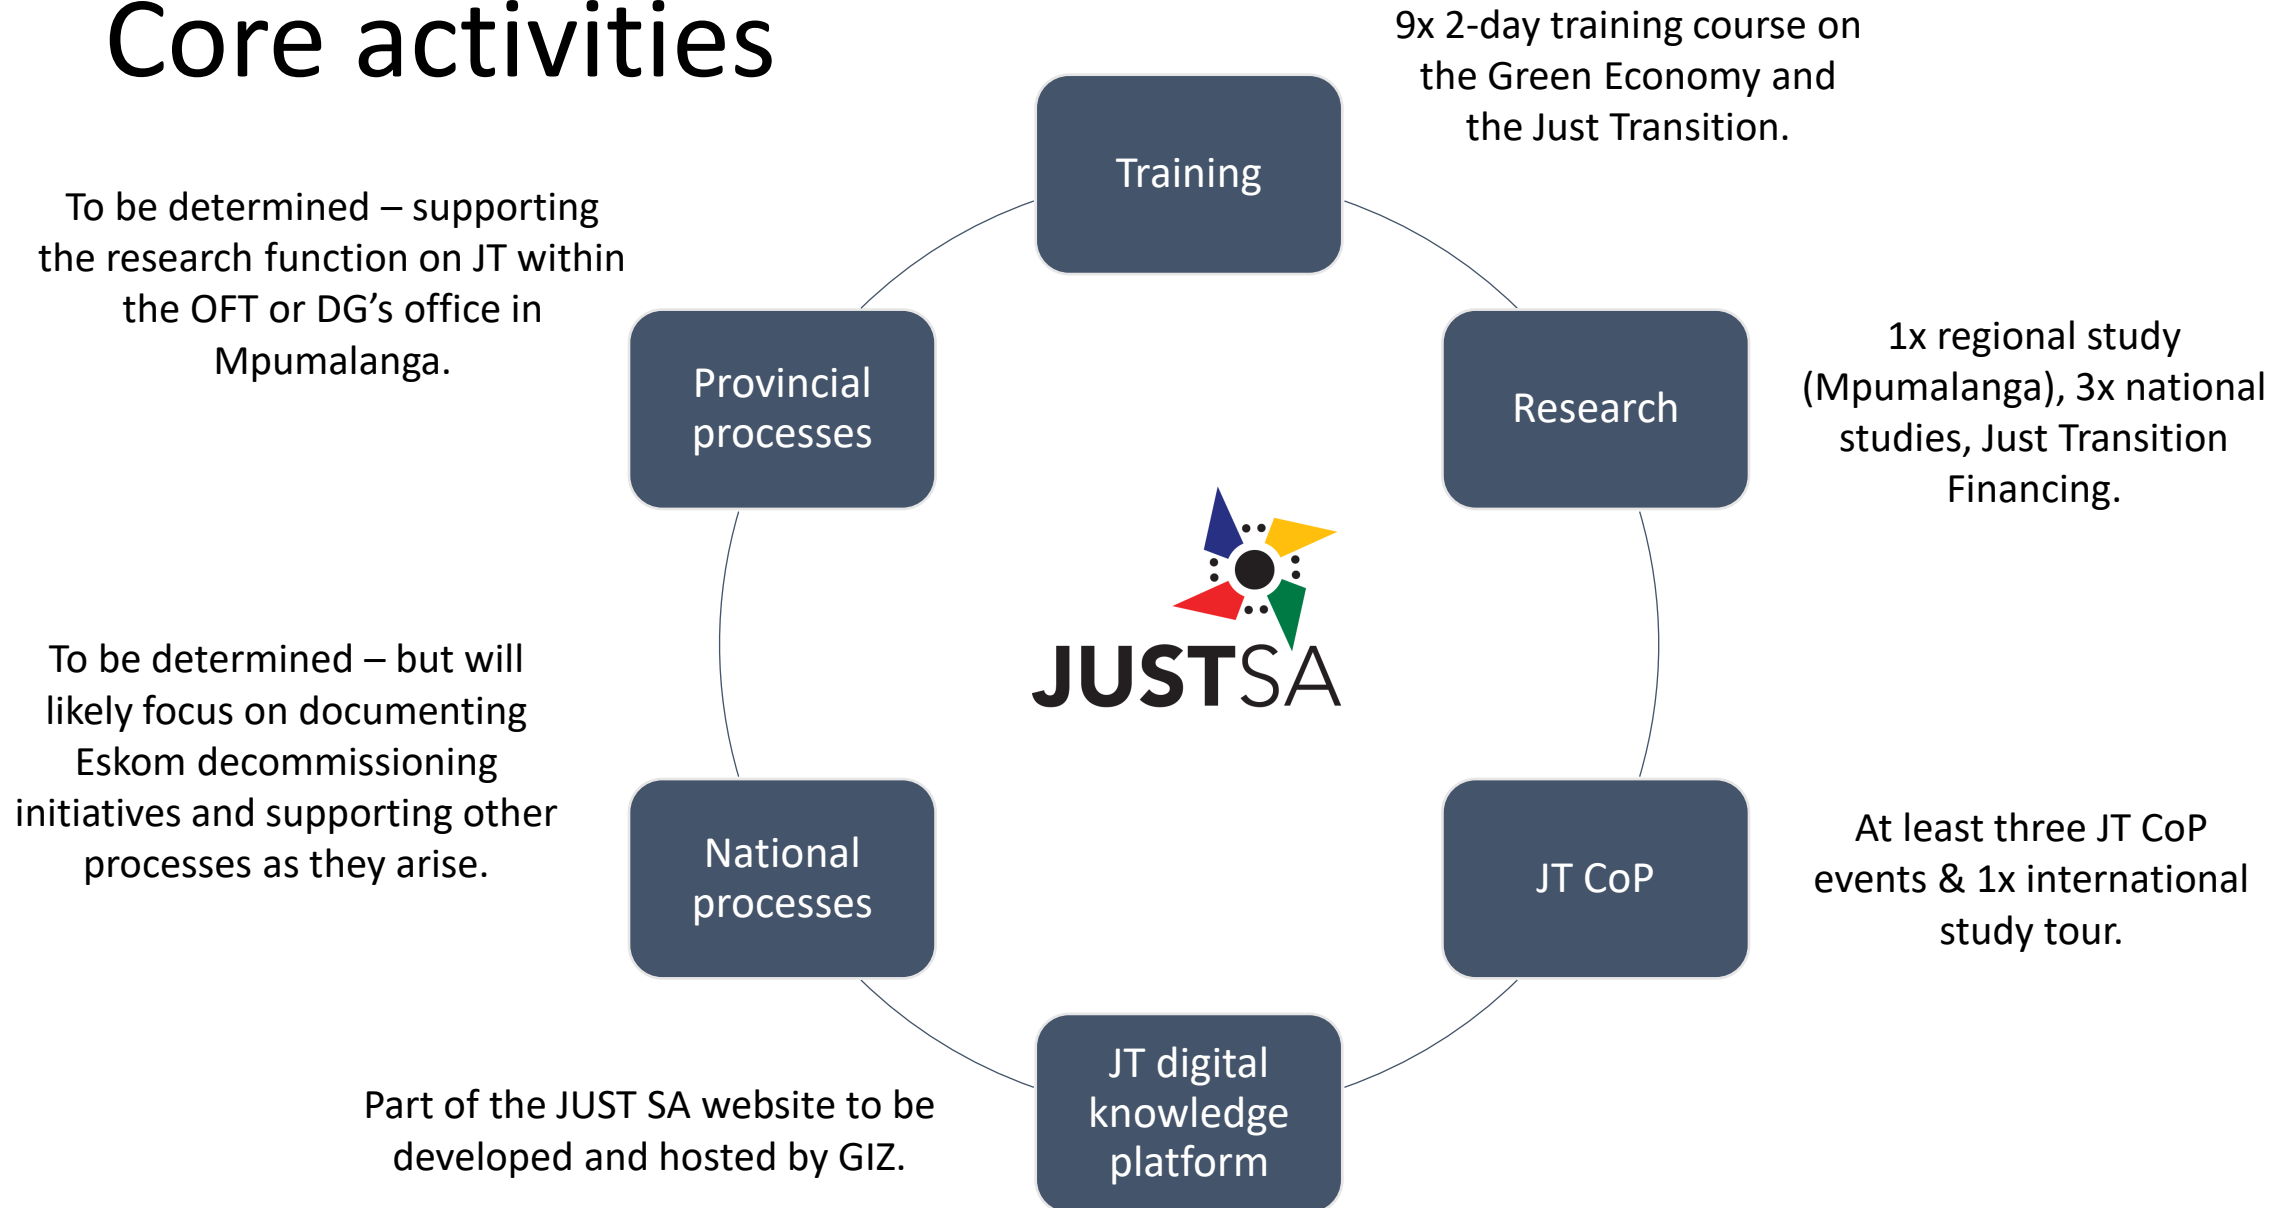 Core activities
9x 2-day training course on
the Green Economy and
the Just Transition.
Training
To be determined – supporting
the research function on JT within
the OFT or DG’s office in
Mpumalanga.
Provincial
processes
Research
1x regional study
(Mpumalanga), 3x national
studies, Just Transition
Financing.
JUSTSA
To be determined – but will
likely focus on documenting
Eskom decommissioning
initiatives and supporting other
processes as they arise.
National
processes
JT CoP
At least three JT CoP
events & 1x international
study tour.
Part of the JUST SA website to be
developed and hosted by GIZ.
JT digital
knowledge
platform